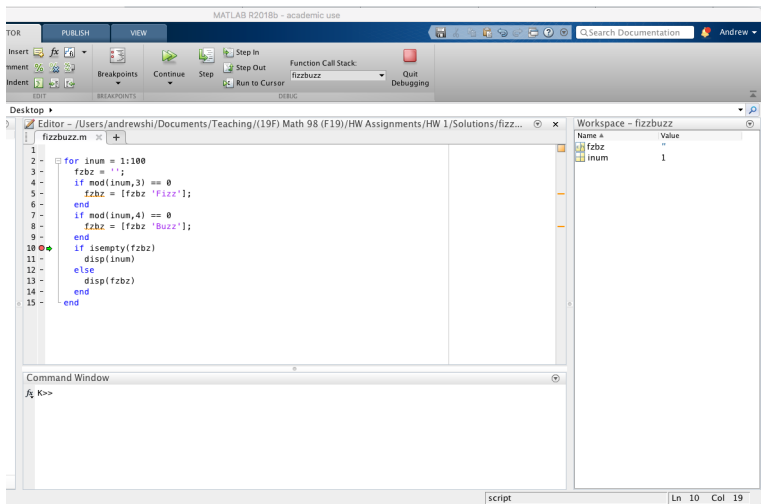 MATLAB R2018b - academic use
TOR PUBLISH VIEW
Search Documentation Andrew
Insert fx
mment %
Indent
Breakpoints
Continue
Step
Step In
Step Out
Run to Cursor
Function Call Stack:
fizzbuzz
Quit
Debugging
EDIT BREAKPOINTS DEBUG
Desktop
Editor - /Users/andrewshi/Documents/Teaching/(19F) Math 98 (F19)/HW Assignments/HW 1/Solutions/fizz...
fizzbuzz.m × +
1
2 - for inum = 1:100
3 - fzbz = '';
4 - if mod(inum,3) == 0
5 - fzbz = [fzbz 'Fizz'];
6 - end
7 - if mod(inum,4) == 0
8 - fzbz = [fzbz 'Buzz'];
9 - end
10 if isempty(fzbz)
11 - disp(inum)
12 - else
13 - disp(fzbz)
14 - end
15 - end
Workspace - fizzbuzz
Name Value
fzbz ''
inum 1
Command Window
fx K>>
script Ln 10 Col 19